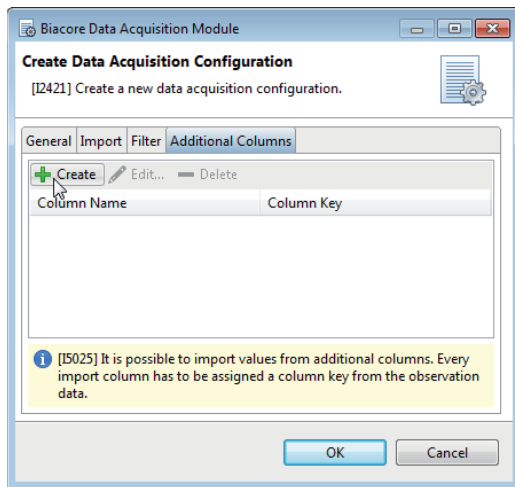 Biacore Data Acquisition Module
Create Data Acquisition Configuration
[I2421] Create a new data acquisition configuration.
General Import Filter Additional Columns
Create Edit... Delete
Column Name Column Key
[I5025] It is possible to import values from additional columns. Every
import column has to be assigned a column key from the observation
data.
OK Cancel